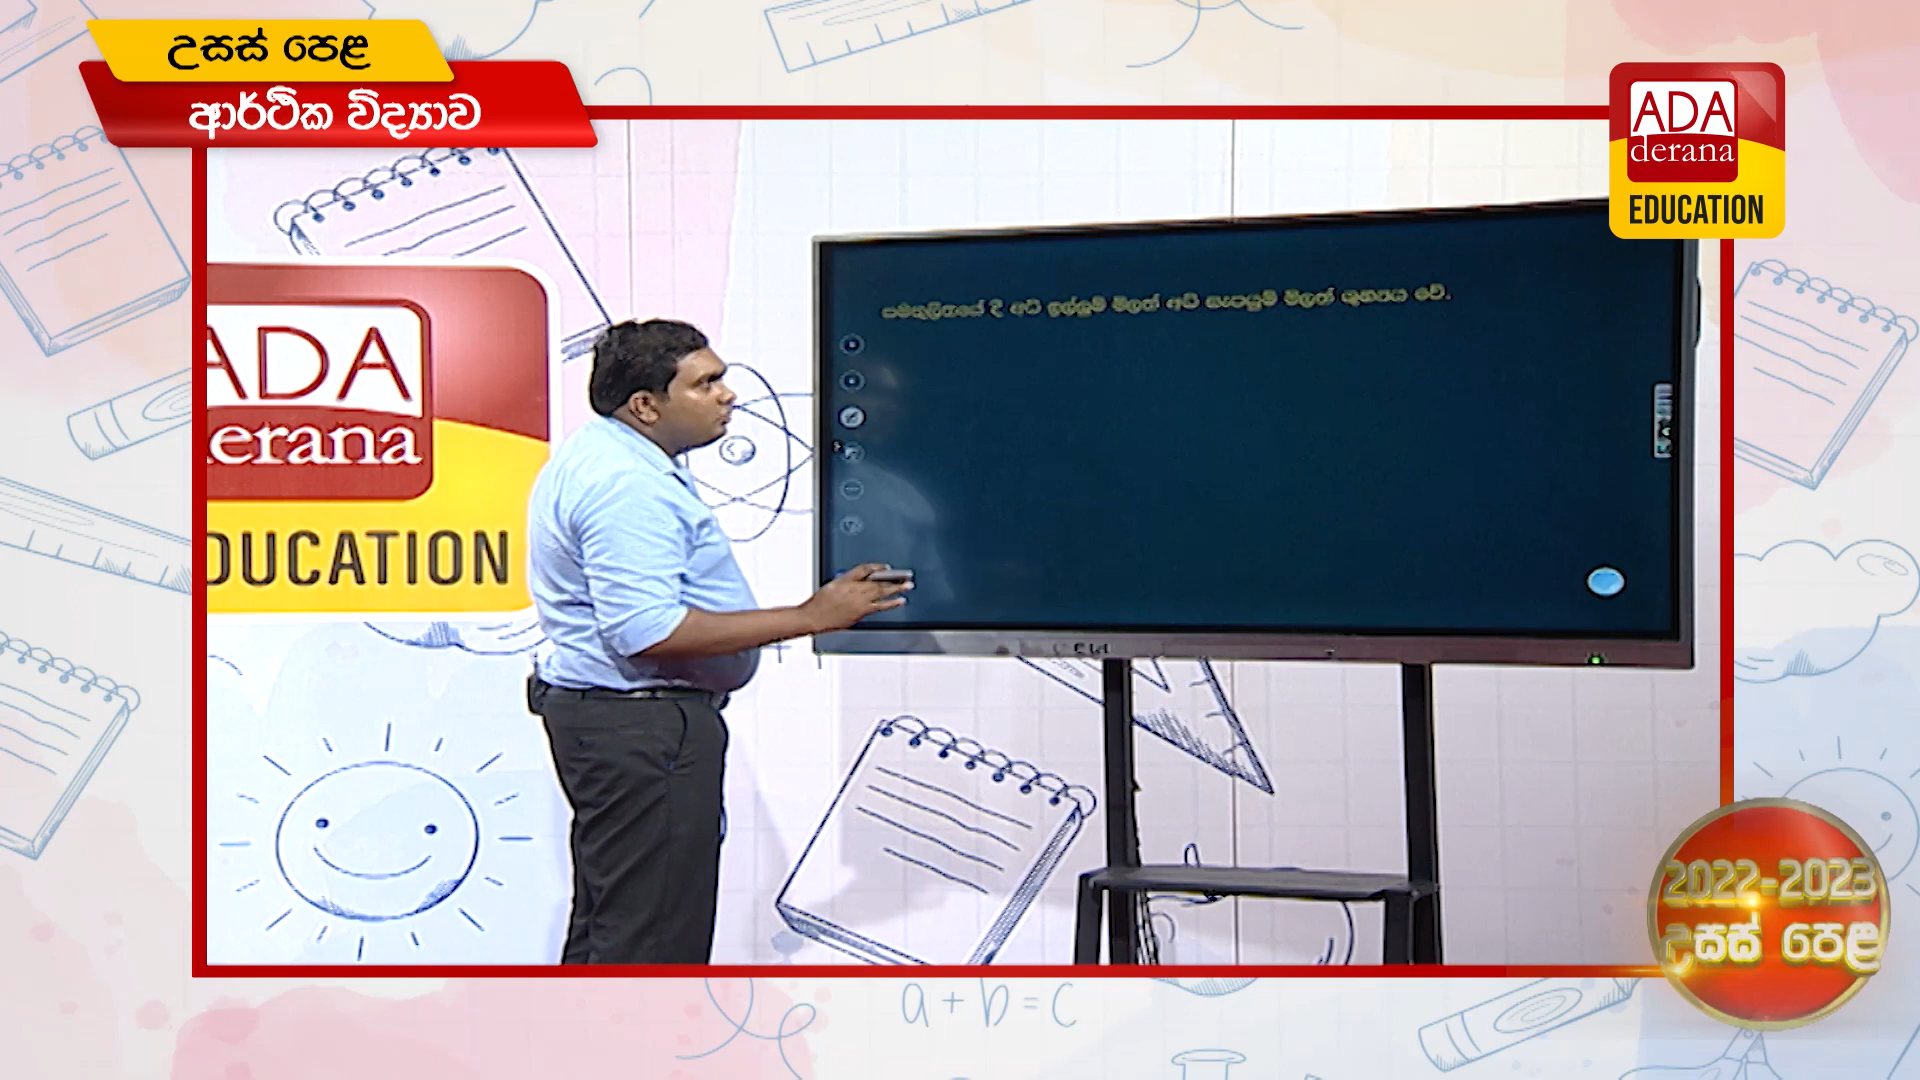 උසස් පෙළ
ආර්ථික විද්‍යාව
ADA
derana
EDUCATION
සමතුලිතයේ දී අධි ඉල්ලුම් මිලත් අධි සැපයුම් මිලත් ශුන්‍යය වේ.
ADA
derana
DUCATION
a + b = c
2022-2023
උසස් පෙළ